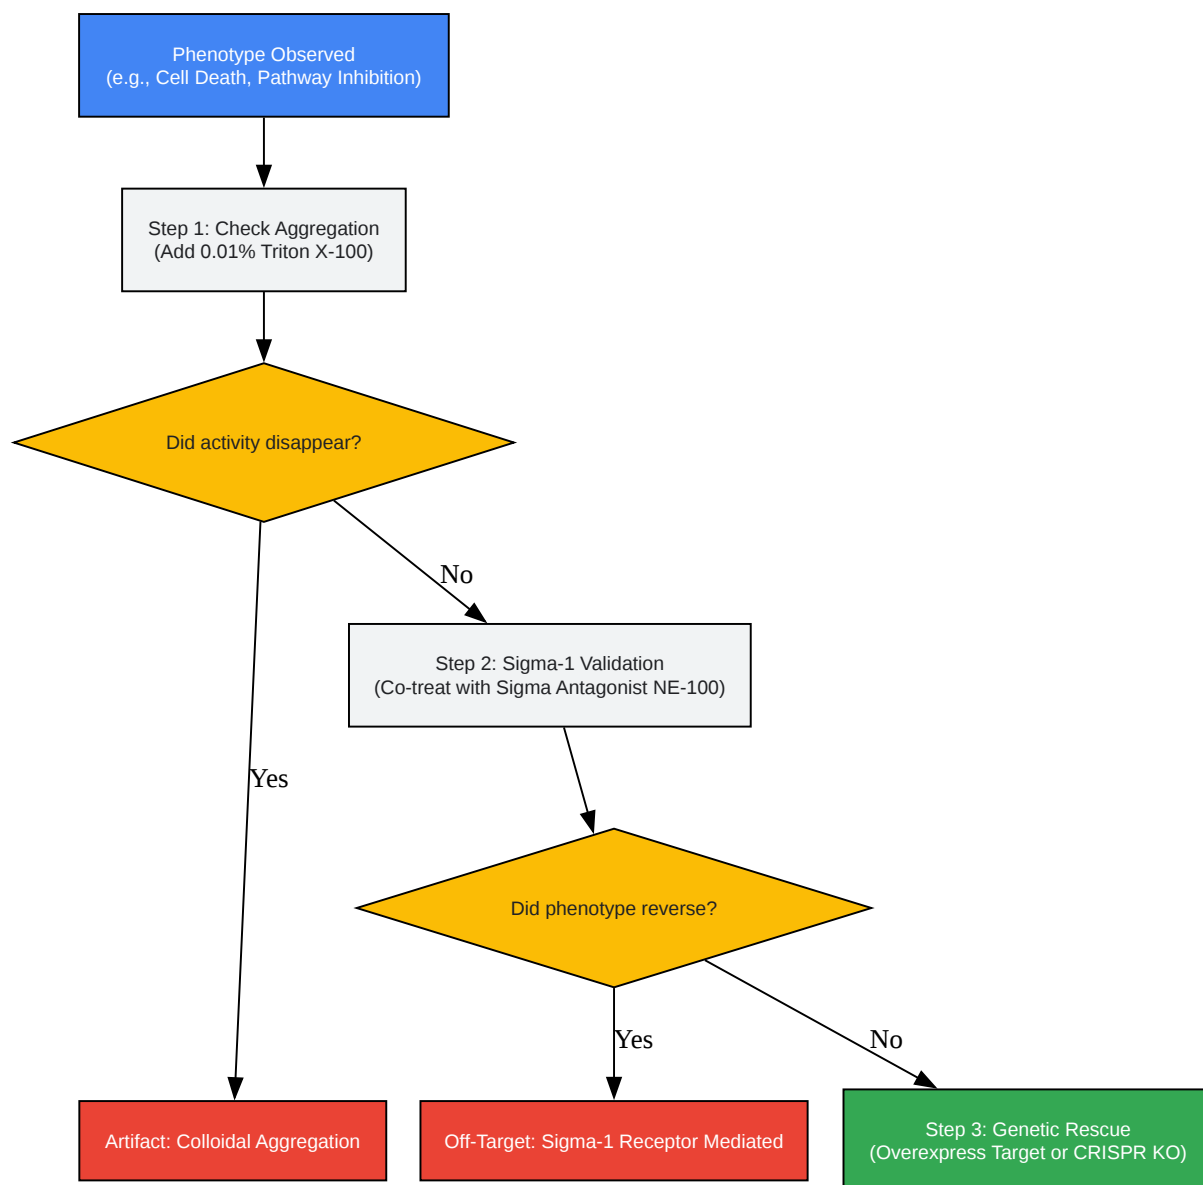 Phenotype Observed
(e.g., Cell Death, Pathway Inhibition)
Step 1: Check Aggregation
(Add 0.01% Triton X-100)
Did activity disappear?
No
Step 2: Sigma-1 Validation
(Co-treat with Sigma Antagonist NE-100)
Yes
Did phenotype reverse?
Yes
No
Artifact: Colloidal Aggregation
Off-Target: Sigma-1 Receptor Mediated
Step 3: Genetic Rescue
(Overexpress Target or CRISPR KO)